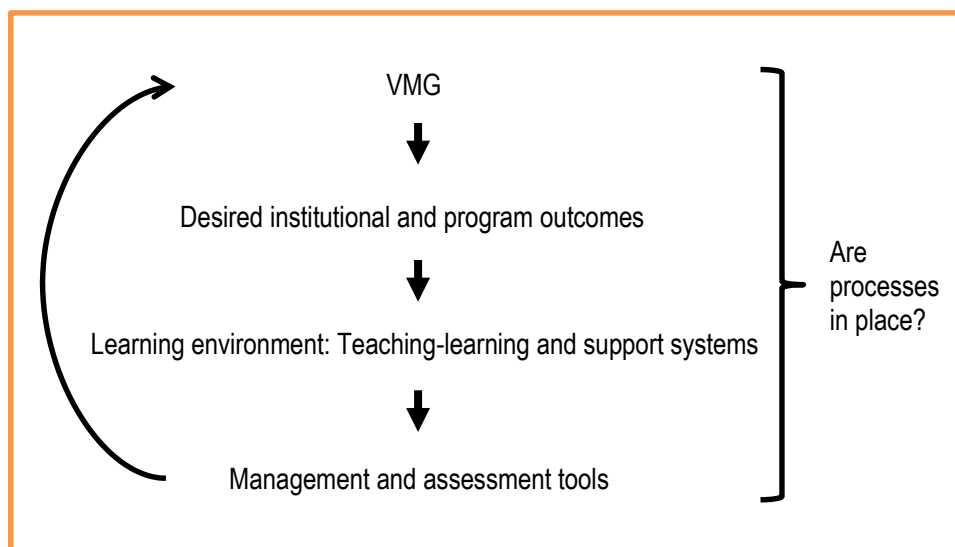 VMG
Desired institutional and program outcomes
Learning environment: Teaching-learning and support systems
Management and assessment tools
Are
processes
in place?